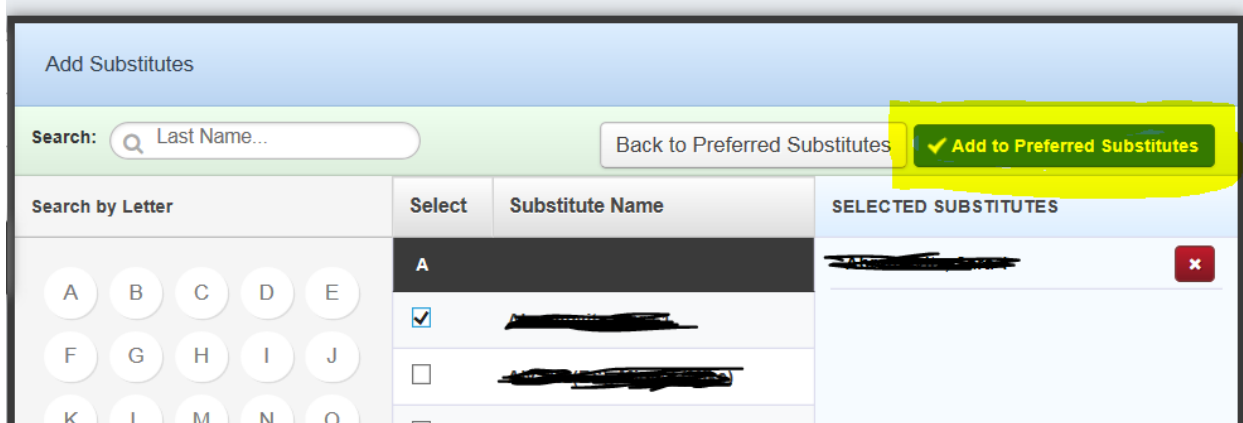 Add Substitutes
Search: Last Name...
Back to Preferred Substitutes
Add to Preferred Substitutes
Search by Letter
Select Substitute Name
SELECTED SUBSTITUTES
A
A B C D E
F G H I J
K L M N O